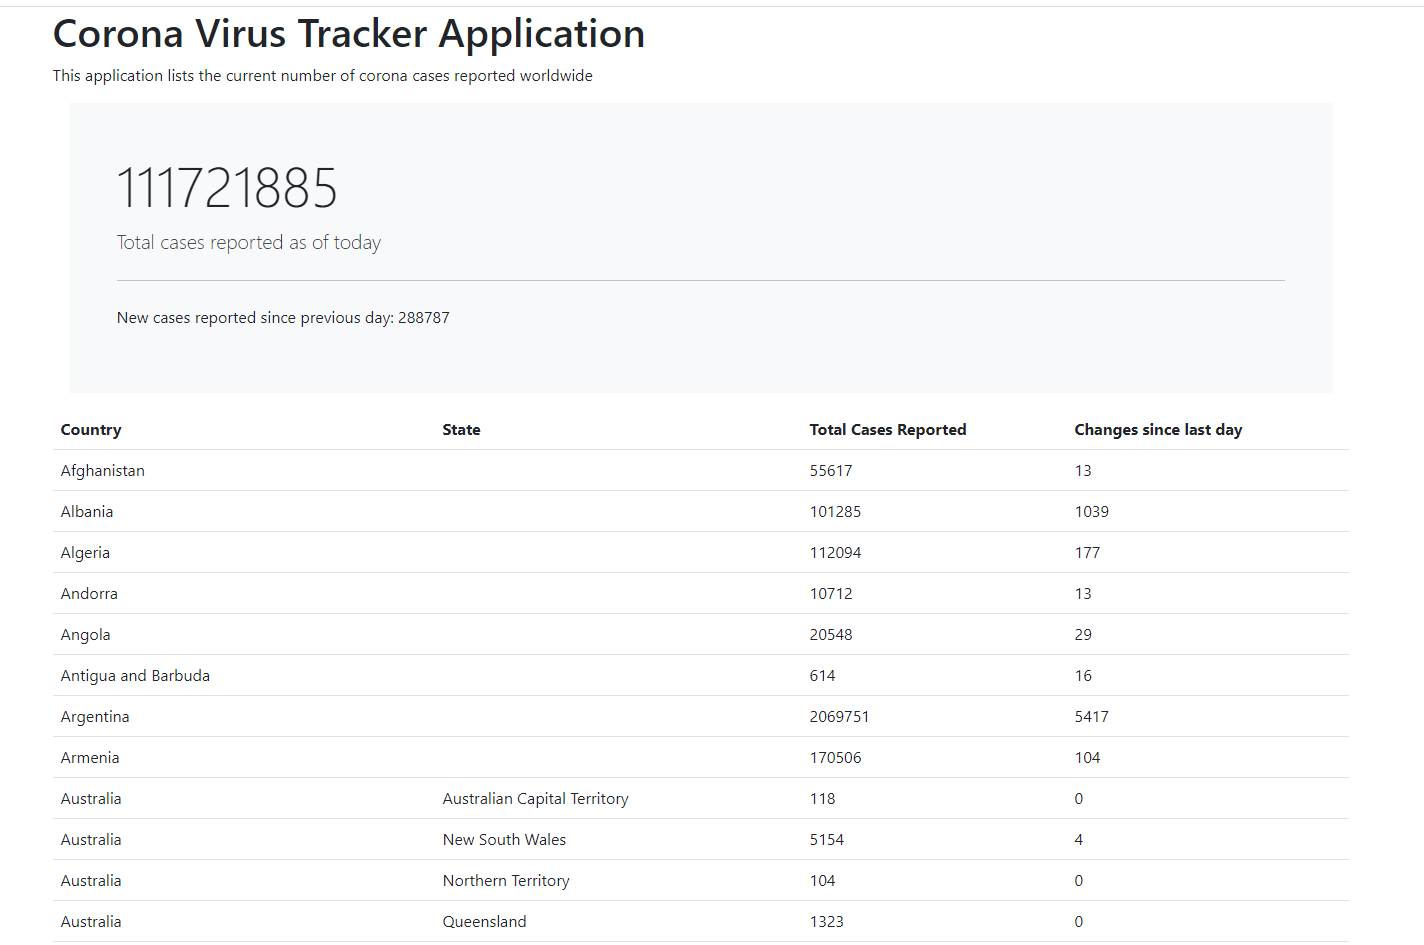 Corona Virus Tracker Application
This application lists the current number of corona cases reported worldwide
111721885
Total cases reported as of today
New cases reported since previous day: 288787
Country State Total Cases Reported Changes since last day
Afghanistan 55617 13
Albania 101285 1039
Algeria 112094 177
Andorra 10712 13
Angola 20548 29
Antigua and Barbuda 614 16
Argentina 2069751 5417
Armenia 170506 104
Australia Australian Capital Territory 118 0
Australia New South Wales 5154 4
Australia Northern Territory 104 0
Australia Queensland 1323 0